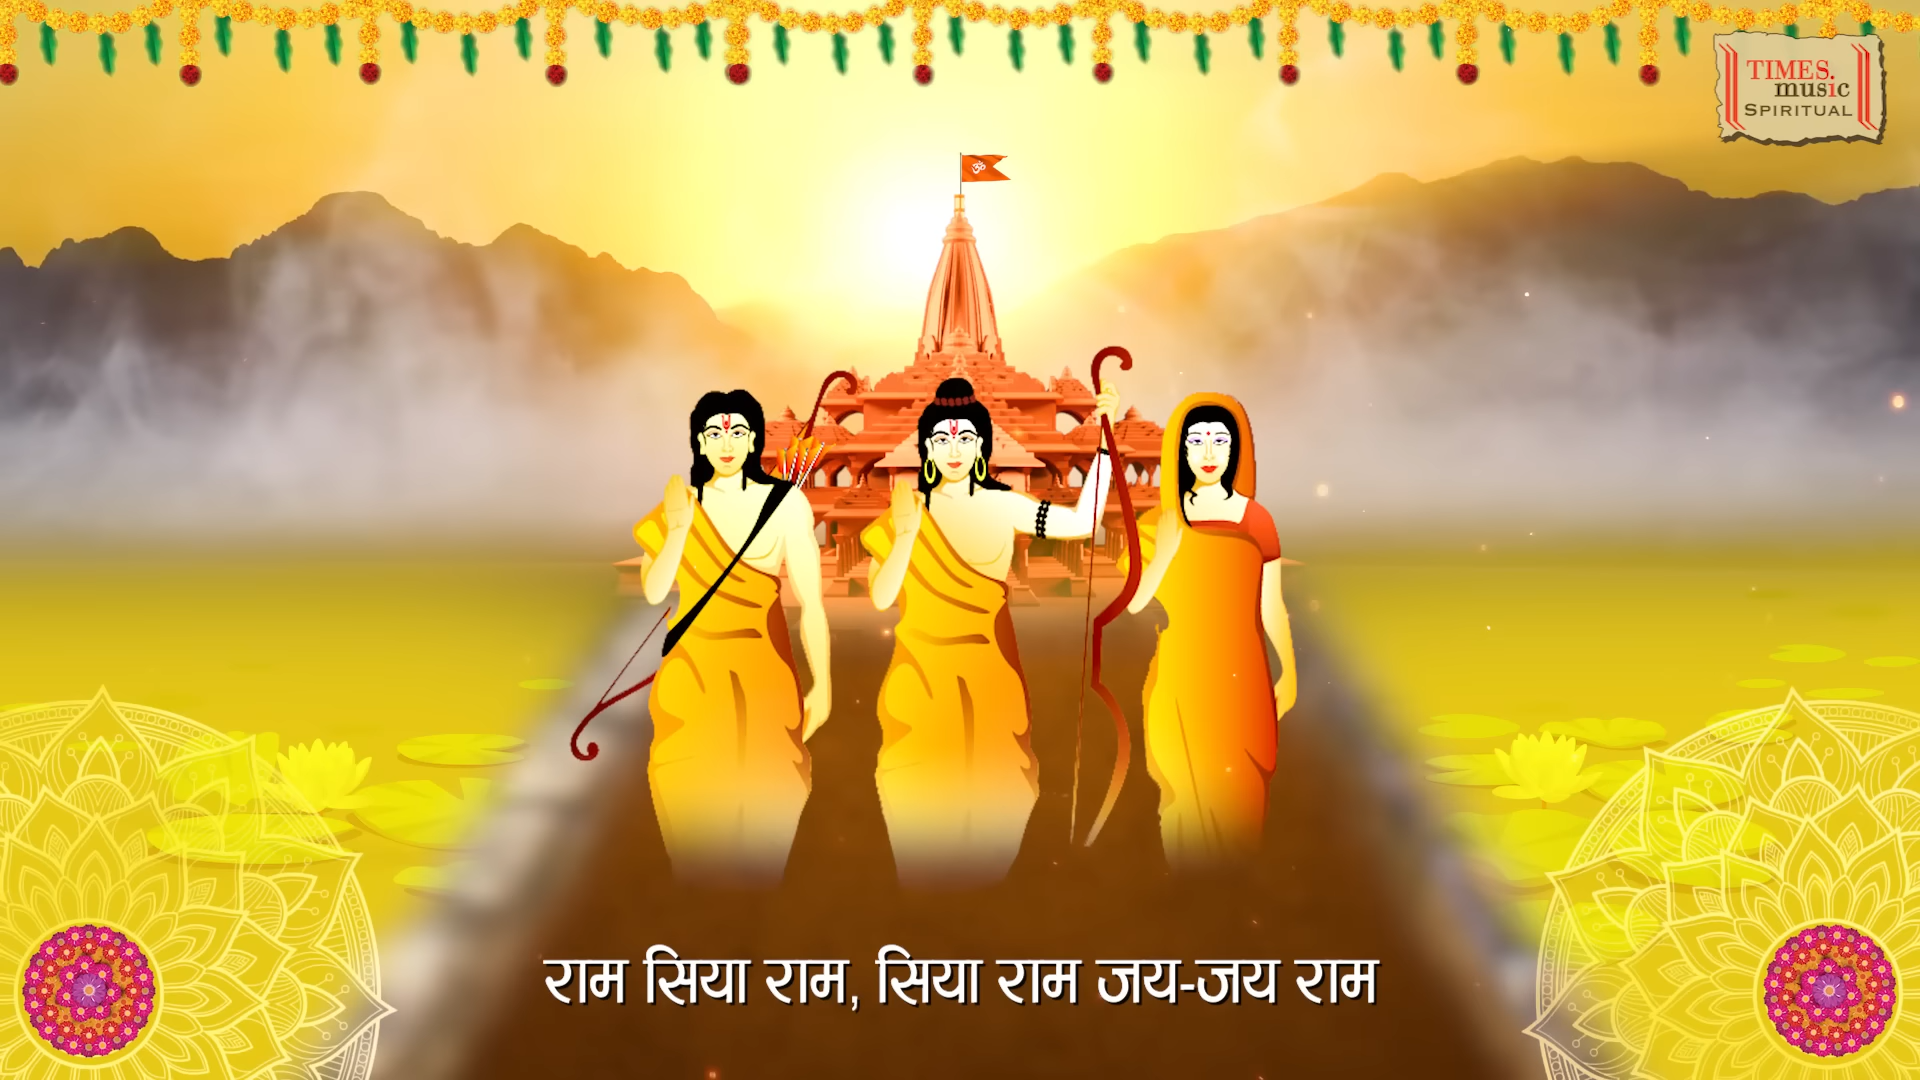 TIMES.
music
SPIRITUAL
ॐ
राम सिया राम, सिया राम जय-जय राम